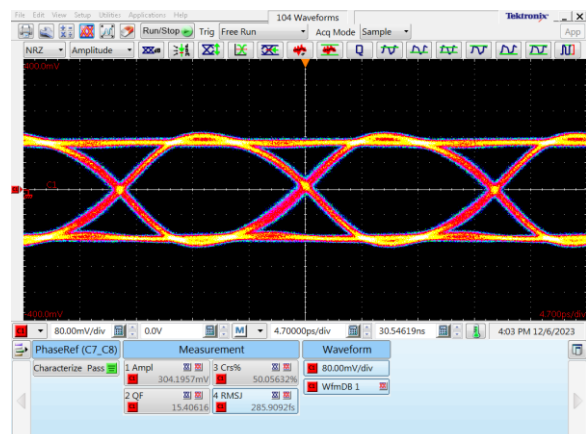 File Edit View Setup Utilities Applications Help 104 Waveforms Tektronix
Run/Stop Trig Free Run Acq Mode Sample App
NRZ Amplitude
400.0mV
C1
-400.0mV 4.700ps/div
C1 80.00mV/div 0.0V M 4.70000ps/div 30.54619ns 4:03 PM 12/6/2023
PhaseRef (C7_C8) Measurement Waveform
Characterize Pass 1 Ampl 3 Crs% 80.00mV/div
304.1957mV 50.05632%
WfmDB 1
2 QF 4 RMSJ
15.40616 285.9092fs